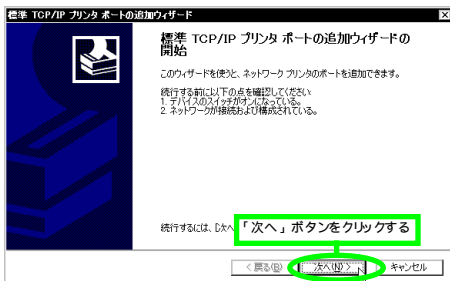 標準 TCP/IP プリンタ ポートの追加ウィザード
標準 TCP/IP プリンタ ポートの追加ウィザードの
開始
このウィザードを使うと、ネットワーク プリンタのポートを追加できます。
続行する前に以下の点を確認してください:
1. デバイスのスイッチがオンになっている。
2. ネットワークが接続および構成されている。
続行するには、[次へ
「次へ」ボタンをクリックする
< 戻る(B)
次へ(N) >
キャンセル